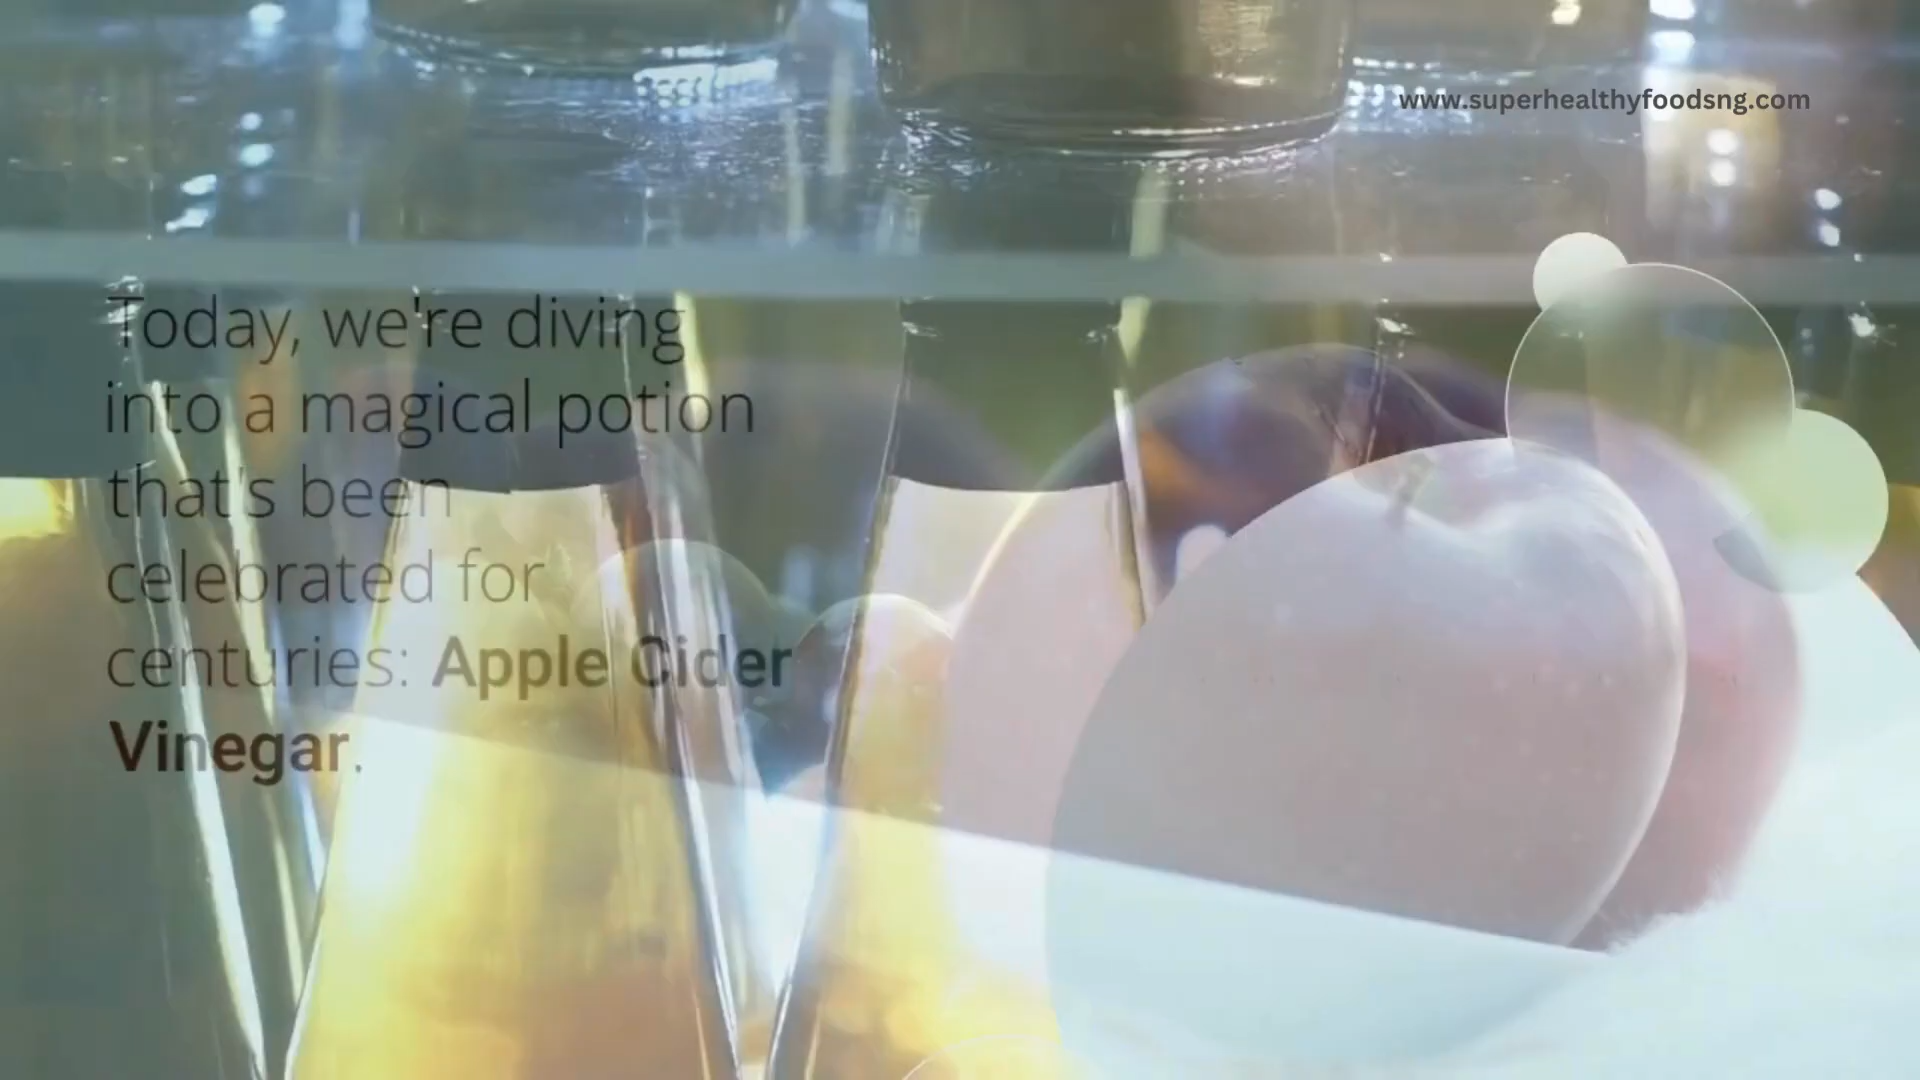 www.superhealthyfoodsng.com
Today, we're diving
into a magical potion
that's been
celebrated for
centuries: Apple Cider
Vinegar.